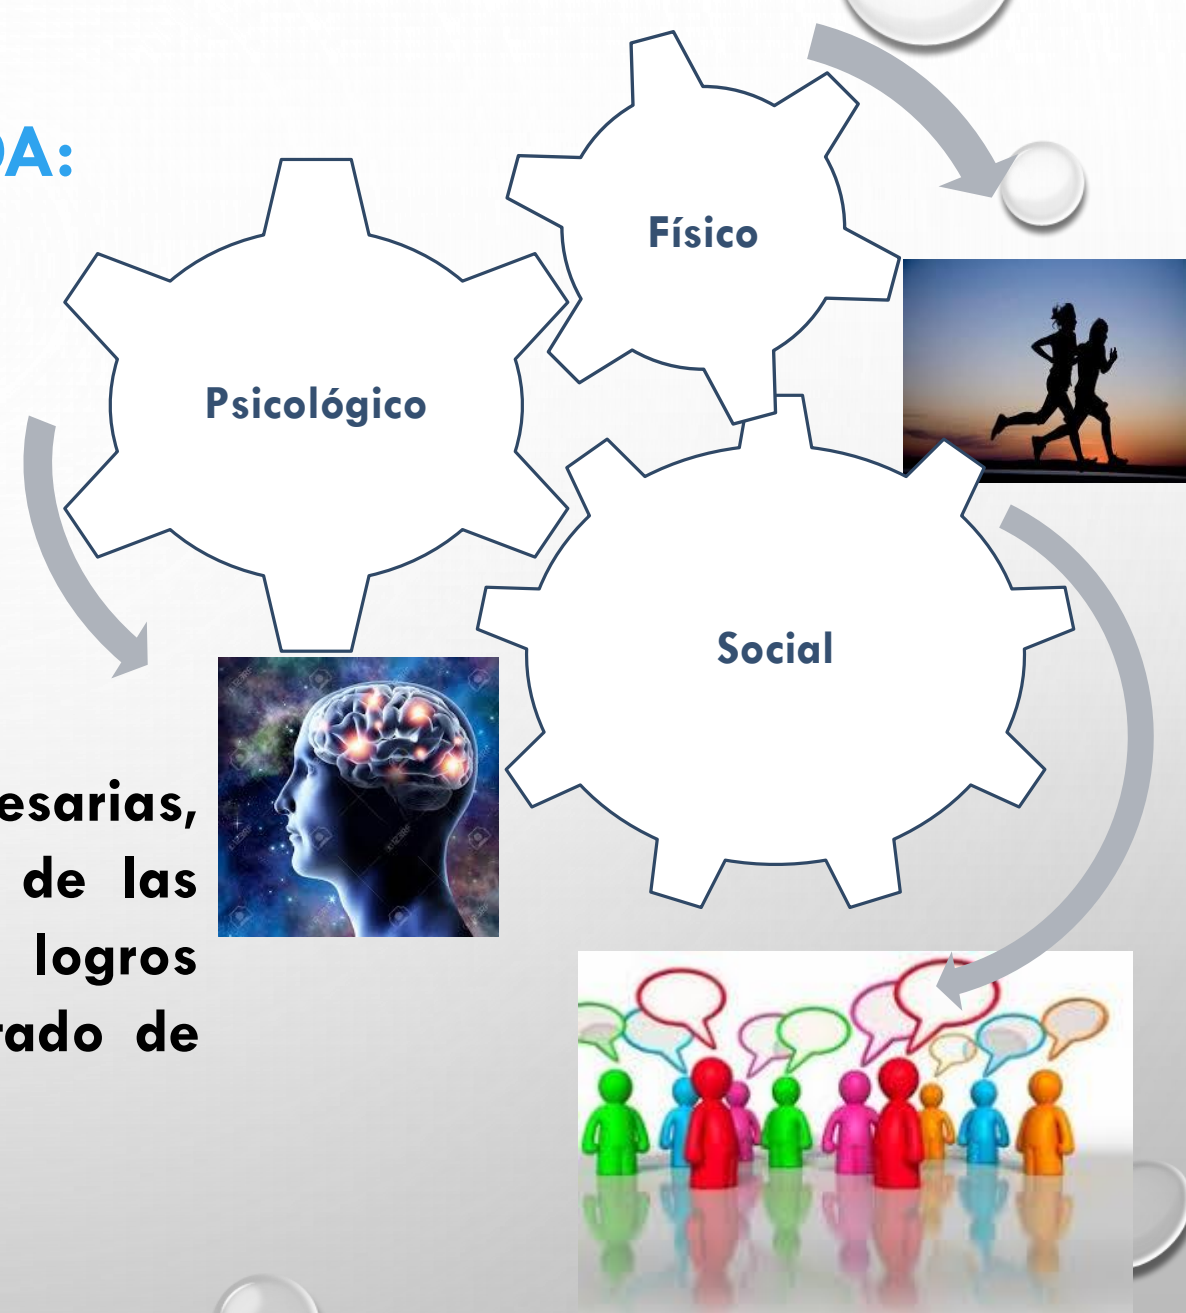 DA:
Físico
Psicológico
Social
esarias,
de las
logros
rado de